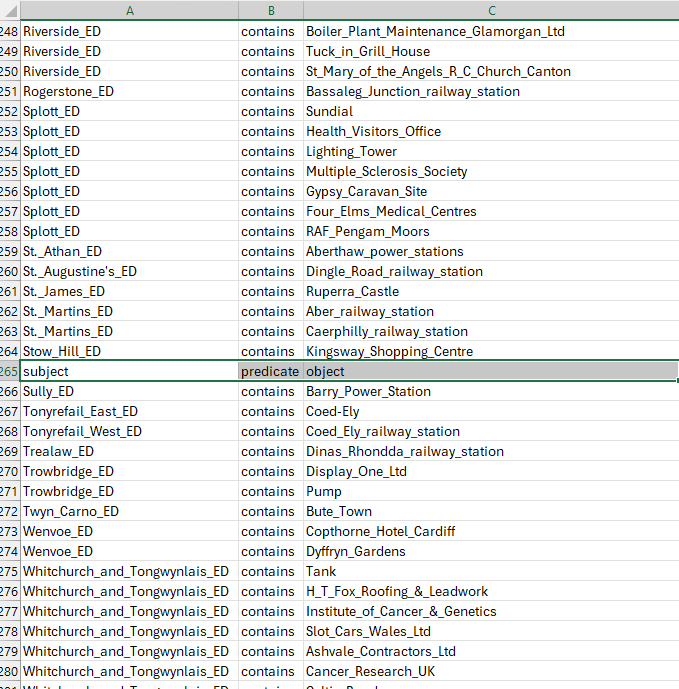 A B C
248 Riverside_ED contains Boiler_Plant_Maintenance_Glamorgan_Ltd
249 Riverside_ED contains Tuck_in_Grill_House
250 Riverside_ED contains St_Mary_of_the_Angels_R_C_Church_Canton
251 Rogerstone_ED contains Bassaleg_Junction_railway_station
252 Splott_ED contains Sundial
253 Splott_ED contains Health_Visitors_Office
254 Splott_ED contains Lighting_Tower
255 Splott_ED contains Multiple_Sclerosis_Society
256 Splott_ED contains Gypsy_Caravan_Site
257 Splott_ED contains Four_Elms_Medical_Centres
258 Splott_ED contains RAF_Pengam_Moors
259 St._Athan_ED contains Aberthaw_power_stations
260 St._Augustine's_ED contains Dingle_Road_railway_station
261 St._James_ED contains Ruperra_Castle
262 St._Martins_ED contains Aber_railway_station
263 St._Martins_ED contains Caerphilly_railway_station
264 Stow_Hill_ED contains Kingsway_Shopping_Centre
265 subject predicate object
266 Sully_ED contains Barry_Power_Station
267 Tonyrefail_East_ED contains Coed-Ely
268 Tonyrefail_West_ED contains Coed_Ely_railway_station
269 Trealaw_ED contains Dinas_Rhondda_railway_station
270 Trowbridge_ED contains Display_One_Ltd
271 Trowbridge_ED contains Pump
272 Twyn_Carno_ED contains Bute_Town
273 Wenvoe_ED contains Copthorne_Hotel_Cardiff
274 Wenvoe_ED contains Dyffryn_Gardens
275 Whitchurch_and_Tongwynlais_ED contains Tank
276 Whitchurch_and_Tongwynlais_ED contains H_T_Fox_Roofing_&_Leadwork
277 Whitchurch_and_Tongwynlais_ED contains Institute_of_Cancer_&_Genetics
278 Whitchurch_and_Tongwynlais_ED contains Slot_Cars_Wales_Ltd
279 Whitchurch_and_Tongwynlais_ED contains Ashvale_Contractors_Ltd
280 Whitchurch_and_Tongwynlais_ED contains Cancer_Research_UK